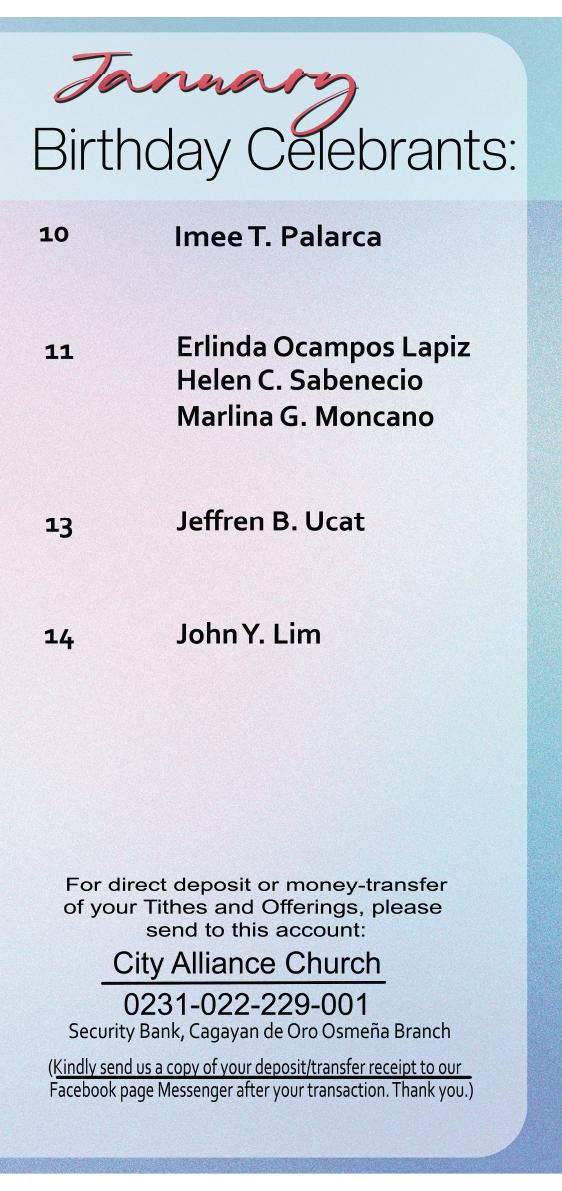 January
Birthday Celebrants:
10 Imee T. Palarca
11 Erlinda Ocampos Lapiz
Helen C. Sabenecio
Marlina G. Moncano
13 Jeffren B. Ucat
14 John Y. Lim
For direct deposit or money-transfer
of your Tithes and Offerings, please
send to this account:
City Alliance Church
0231-022-229-001
Security Bank, Cagayan de Oro Osmeña Branch
(Kindly send us a copy of your deposit/transfer receipt to our
Facebook page Messenger after your transaction. Thank you.)